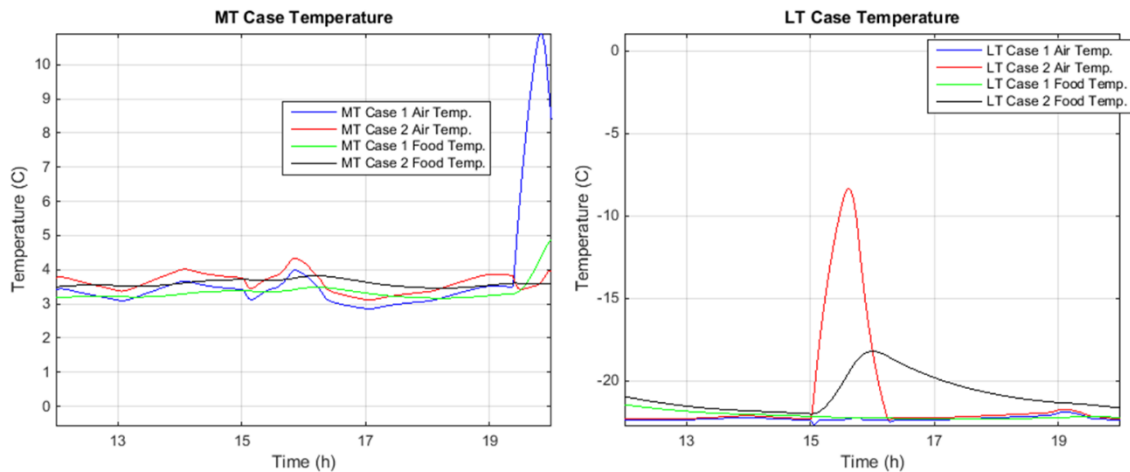 MT Case Temperature
10
9
8
7
6
5
4
3
2
1
0
Temperature (C)
MT Case 1 Air Temp.
MT Case 2 Air Temp.
MT Case 1 Food Temp.
MT Case 2 Food Temp.
13 15 17 19
Time (h)
LT Case Temperature
0
-5
-10
-15
-20
Temperature (C)
LT Case 1 Air Temp.
LT Case 2 Air Temp.
LT Case 1 Food Temp.
LT Case 2 Food Temp.
13 15 17 19
Time (h)